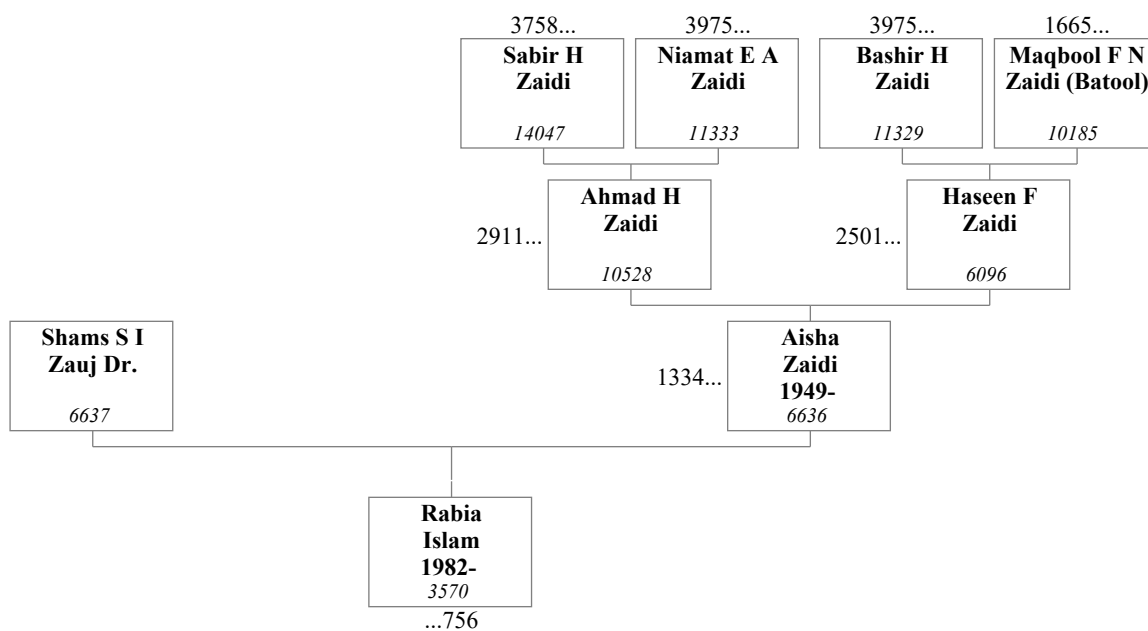 3758...
3975...
3975...
1665...
Sabir H
Zaidi
14047
Niamat E A
Zaidi
11333
Bashir H
Zaidi
11329
Maqbool F N
Zaidi (Batool)
10185
2911...
Ahmad H
Zaidi
10528
2501...
Haseen F
Zaidi
6096
Shams S I
Zauj Dr.
6637
1334...
Aisha
Zaidi
1949-
6636
Rabia
Islam
1982-
3570
...756